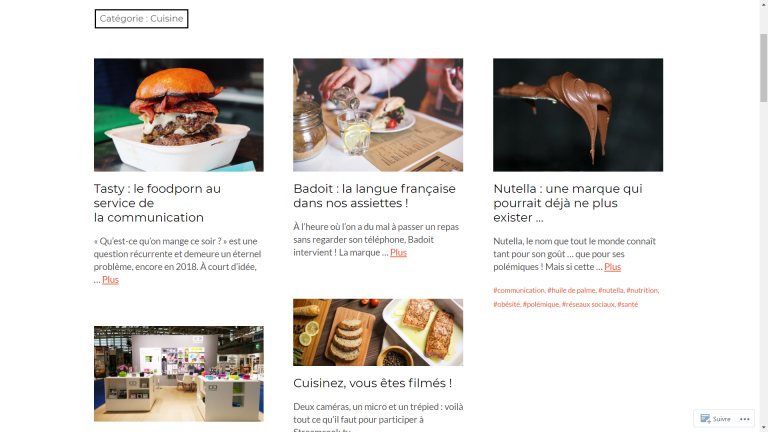 Catégorie : Cuisine
Tasty : le foodporn au
service de
la communication
« Qu'est-ce qu'on mange ce soir ? » est une
question récurrente et demeure un éternel
problème, encore en 2018. À court d'idée,
... Plus
Badoit : la langue française
dans nos assiettes !
À l'heure où l'on a du mal à passer un repas
sans regarder son téléphone, Badoit
intervient ! La marque ... Plus
Cuisinez, vous êtes filmés !
Deux caméras, un micro et un trépied : voilà
tout ce qu'il faut pour participer à
Nutella : une marque qui
pourrait déjà ne plus
exister ...
Nutella, le nom que tout le monde connaît
tant pour son goût ... que pour ses
polémiques ! Mais si cette ... Plus
#communication, #huile de palme, #nutella, #nutrition,
#obésité, #polémique, #réseaux sociaux, #santé
Suivre